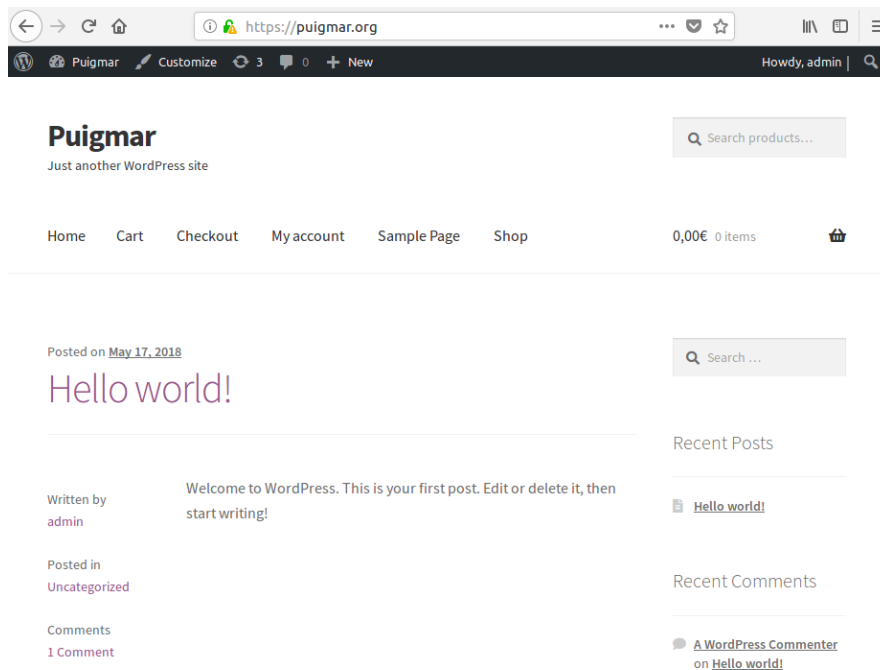 https://puigmar.org
Puigmar Customize 3 0 New Howdy, admin
Puigmar
Just another WordPress site
Search products...
Home Cart Checkout My account Sample Page Shop 0,00€ 0 items
Posted on May 17, 2018
Hello world!
Search ...
Recent Posts
Hello world!
Written by
admin
Welcome to WordPress. This is your first post. Edit or delete it, then
start writing!
Posted in
Uncategorized
Comments
1 Comment
Recent Comments
A WordPress Commenter
on Hello world!